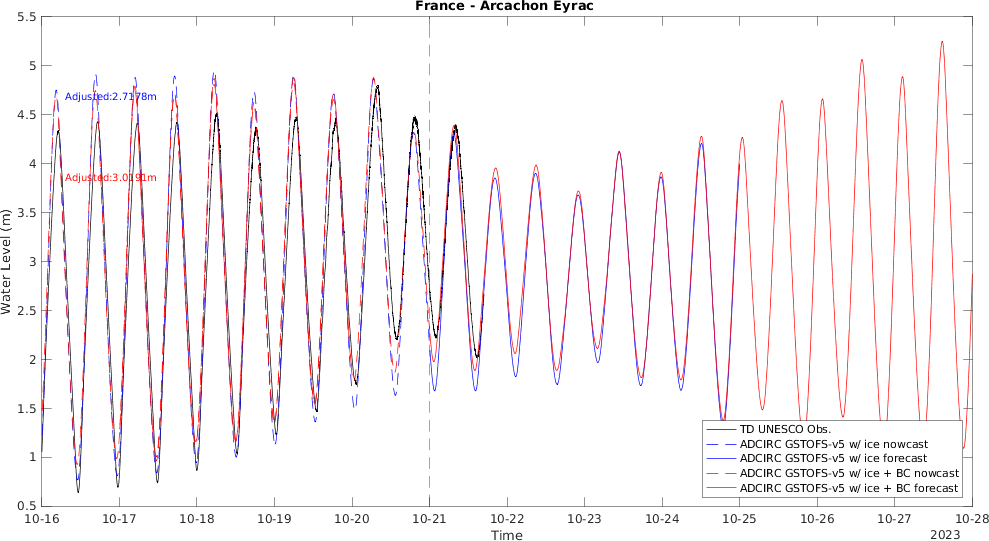 France - Arcachon Eyrac
5.5
5
4.5
4
3.5
3
2.5
2
1.5
1
0.5
Water Level (m)
Adjusted:2.7178m
Adjusted:3.0191m
TD UNESCO Obs.
ADCIRC GSTOFS-v5 w/ ice nowcast
ADCIRC GSTOFS-v5 w/ ice forecast
ADCIRC GSTOFS-v5 w/ ice + BC nowcast
ADCIRC GSTOFS-v5 w/ ice + BC forecast
10-16 10-17 10-18 10-19 10-20 10-21 10-22 10-23 10-24 10-25 10-26 10-27 10-28
Time
2023